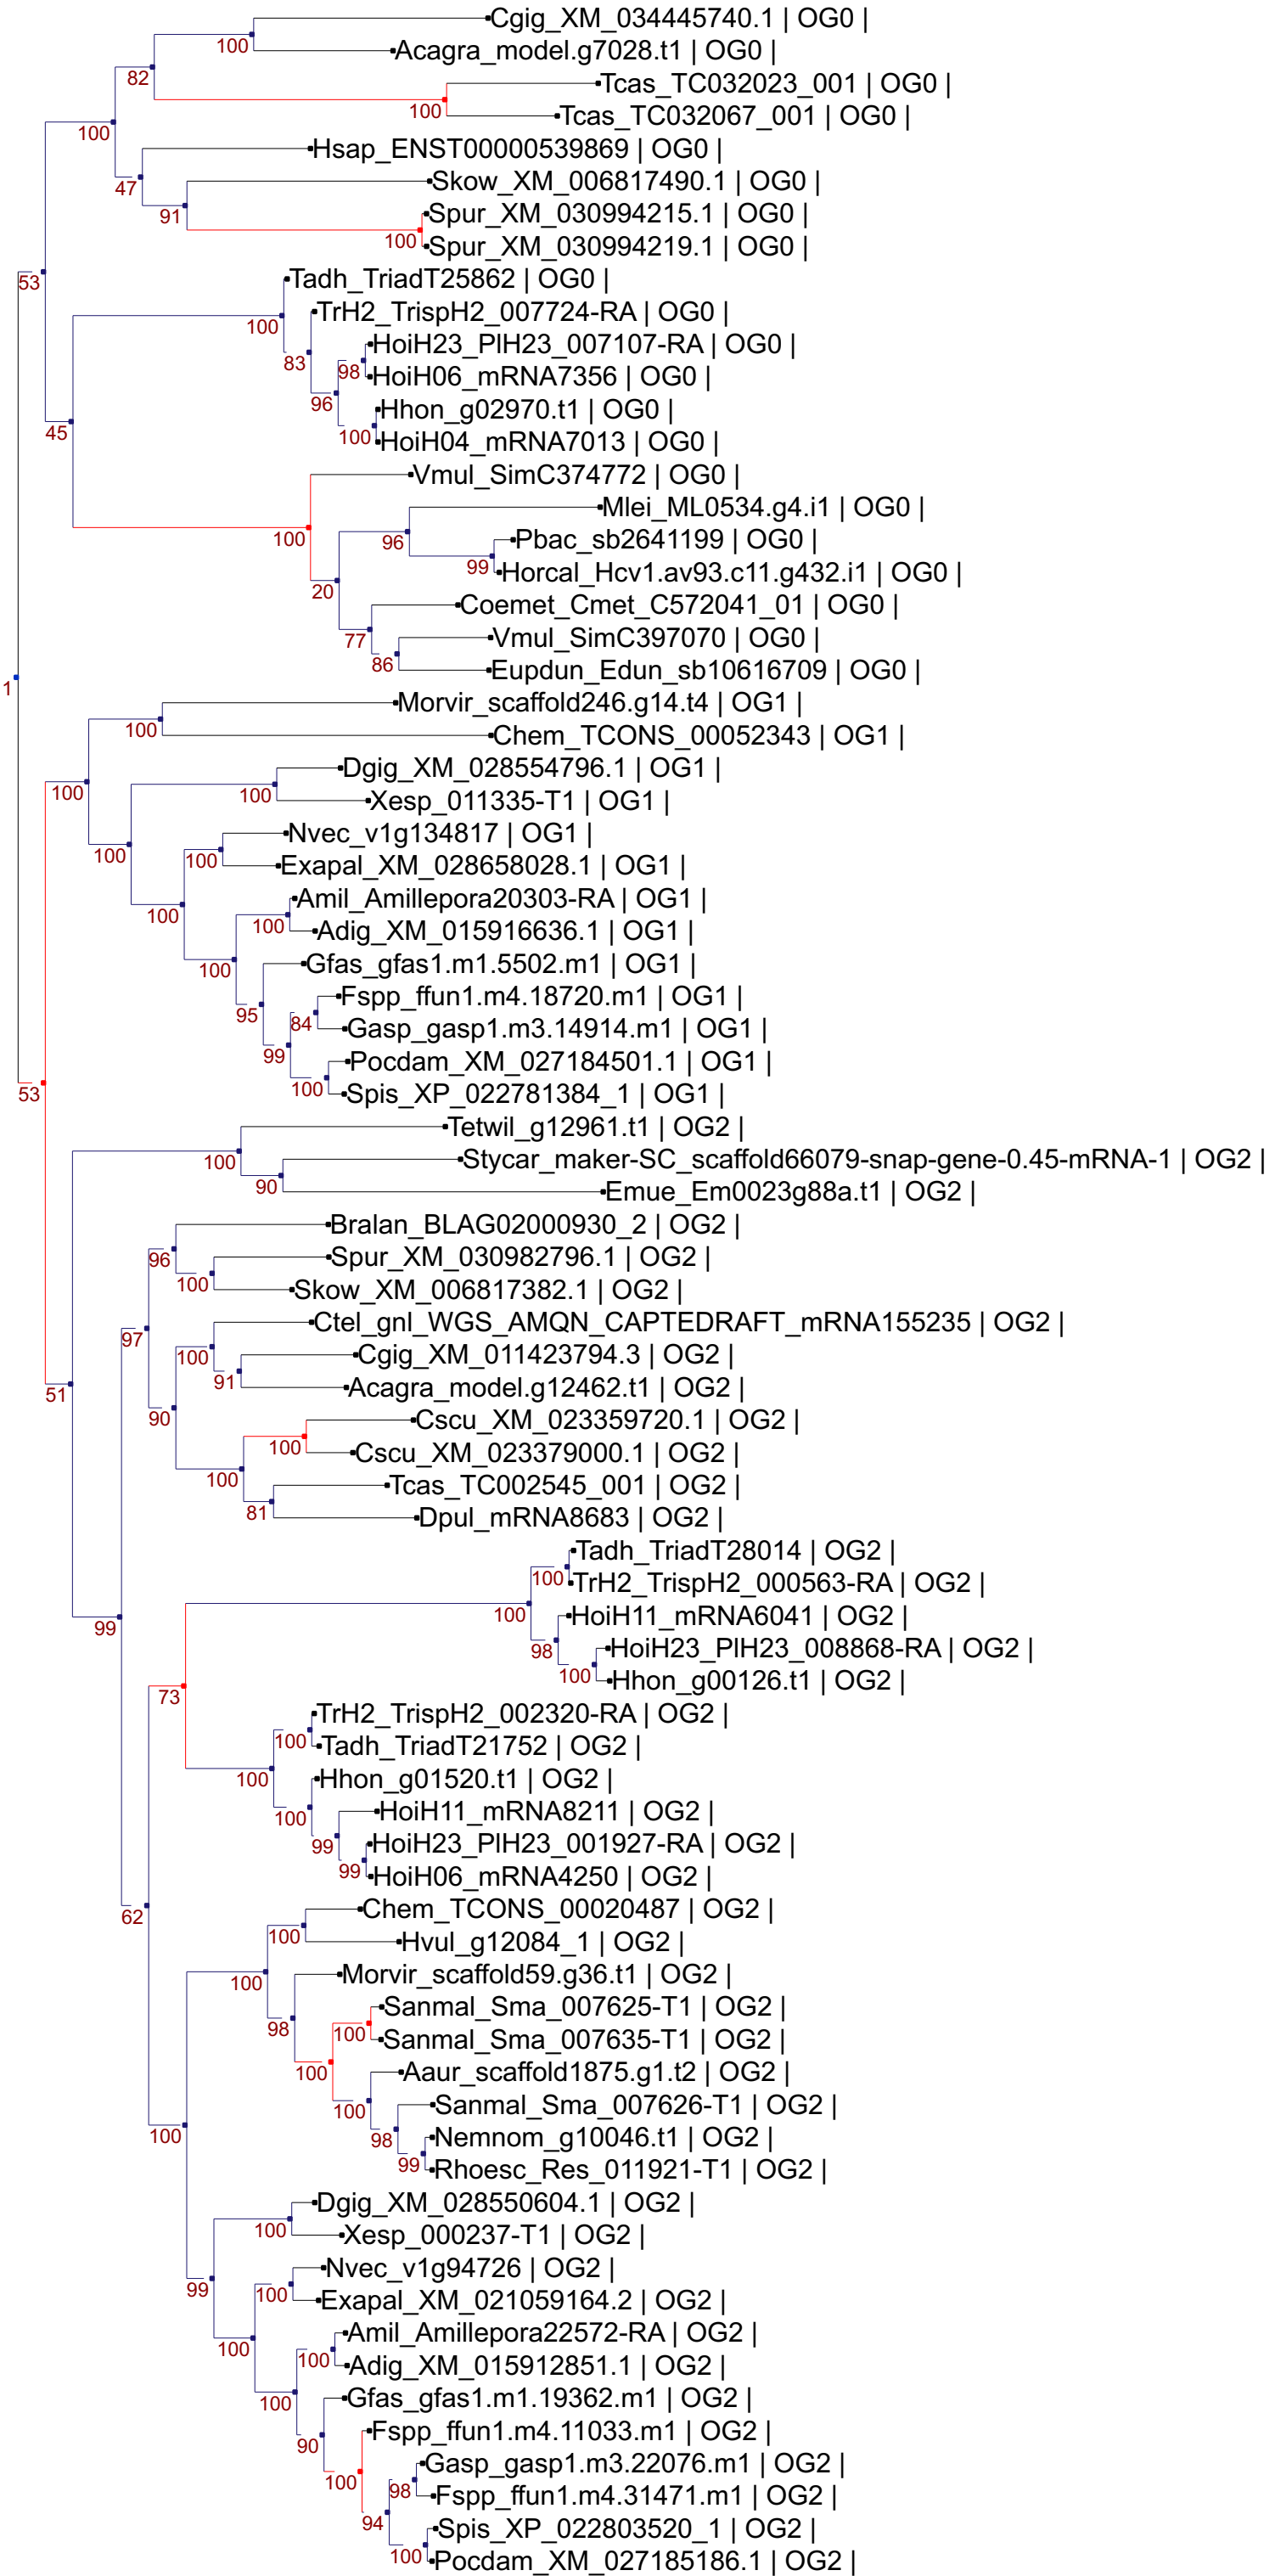 Cgig_XM_034445740.1 | OG0 |
100
Acagra_model.g7028.t1 | OG0 |
82
Tcas_TC032023_001 | OG0 |
100
Tcas_TC032067_001 | OG0 |
100
Hsap_ENST00000539869 | OG0 |
47
Skow_XM_006817490.1 | OG0 |
91
Spur_XM_030994215.1 | OG0 |
100
Spur_XM_030994219.1 | OG0 |
53
Tadh_TriadT25862 | OG0 |
100
TrH2_TrispH2_007724-RA | OG0 |
83
HoiH23_PlH23_007107-RA | OG0 |
98
HoiH06_mRNA7356 | OG0 |
96
Hhon_g02970.t1 | OG0 |
45
100
HoiH04_mRNA7013 | OG0 |
Vmul_SimC374772 | OG0 |
100
Mlei_ML0534.g4.i1 | OG0 |
96
Pbac_sb2641199 | OG0 |
99
Horcal_Hcv1.av93.c11.g432.i1 | OG0 |
20
Coemet_Cmet_C572041_01 | OG0 |
77
Vmul_SimC397070 | OG0 |
86
Eupdun_Edun_sb10616709 | OG0 |
1
Morvir_scaffold246.g14.t4 | OG1 |
100
Chem_TCONS_00052343 | OG1 |
100
Dgig_XM_028554796.1 | OG1 |
100
Xesp_011335-T1 | OG1 |
100
Nvec_v1g134817 | OG1 |
100
Exapal_XM_028658028.1 | OG1 |
100
Amil_Amillepora20303-RA | OG1 |
100
Adig_XM_015916636.1 | OG1 |
100
Gfas_gfas1.m1.5502.m1 | OG1 |
95
Fspp_ffun1.m4.18720.m1 | OG1 |
84
Gasp_gasp1.m3.14914.m1 | OG1 |
99
Pocdam_XM_027184501.1 | OG1 |
100
Spis_XP_022781384_1 | OG1 |
53
Tetwil_g12961.t1 | OG2 |
100
Stycar_maker-SC_scaffold66079-snap-gene-0.45-mRNA-1 | OG2 |
90
Emue_Em0023g88a.t1 | OG2 |
Bralan_BLAG02000930_2 | OG2 |
96
Spur_XM_030982796.1 | OG2 |
100
Skow_XM_006817382.1 | OG2 |
97
Ctel_gnl_WGS_AMQN_CAPTEDRAFT_mRNA155235 | OG2 |
100
Cgig_XM_011423794.3 | OG2 |
91
Acagra_model.g12462.t1 | OG2 |
51
90
Cscu_XM_023359720.1 | OG2 |
100
Cscu_XM_023379000.1 | OG2 |
100
Tcas_TC002545_001 | OG2 |
81
Dpul_mRNA8683 | OG2 |
Tadh_TriadT28014 | OG2 |
100
TrH2_TrispH2_000563-RA | OG2 |
100
99
HoiH11_mRNA6041 | OG2 |
98
HoiH23_PlH23_008868-RA | OG2 |
100
Hhon_g00126.t1 | OG2 |
73
TrH2_TrispH2_002320-RA | OG2 |
100
Tadh_TriadT21752 | OG2 |
100
Hhon_g01520.t1 | OG2 |
100
HoiH11_mRNA8211 | OG2 |
99
HoiH23_PlH23_001927-RA | OG2 |
99
HoiH06_mRNA4250 | OG2 |
62
Chem_TCONS_00020487 | OG2 |
100
Hvul_g12084_1 | OG2 |
100
Morvir_scaffold59.g36.t1 | OG2 |
98
Sanmal_Sma_007625-T1 | OG2 |
100
Sanmal_Sma_007635-T1 | OG2 |
100
Aaur_scaffold1875.g1.t2 | OG2 |
100
Sanmal_Sma_007626-T1 | OG2 |
100
98
Nemnom_g10046.t1 | OG2 |
99
Rhoesc_Res_011921-T1 | OG2 |
Dgig_XM_028550604.1 | OG2 |
100
Xesp_000237-T1 | OG2 |
99
Nvec_v1g94726 | OG2 |
100
Exapal_XM_021059164.2 | OG2 |
100
Amil_Amillepora22572-RA | OG2 |
100
Adig_XM_015912851.1 | OG2 |
100
Gfas_gfas1.m1.19362.m1 | OG2 |
90
Fspp_ffun1.m4.11033.m1 | OG2 |
100
Gasp_gasp1.m3.22076.m1 | OG2 |
98
Fspp_ffun1.m4.31471.m1 | OG2 |
94
Spis_XP_022803520_1 | OG2 |
100
Pocdam_XM_027185186.1 | OG2 |